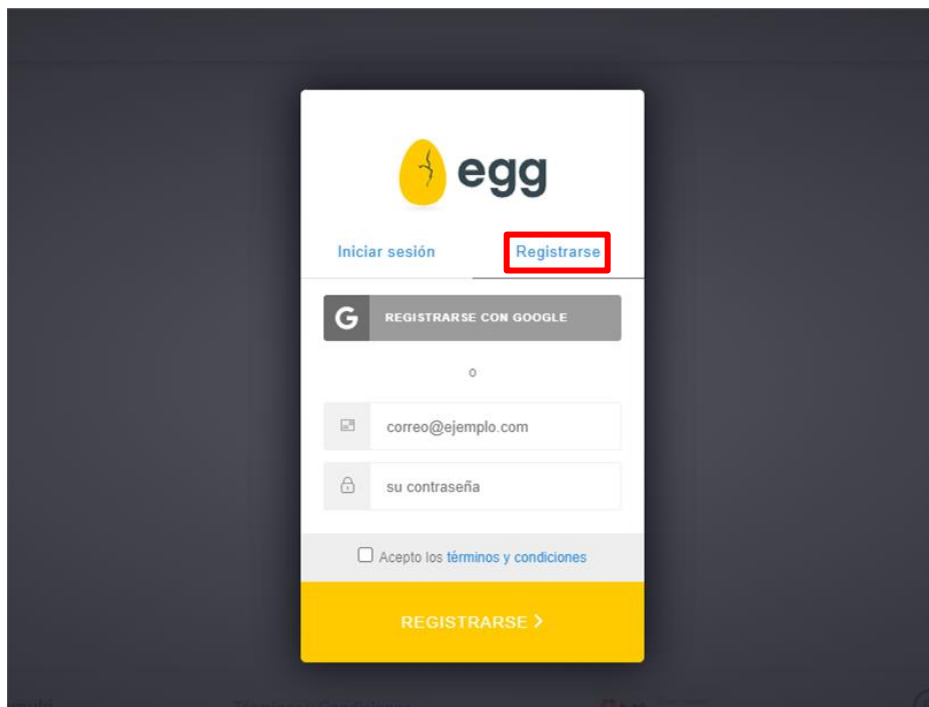 egg
Iniciar sesión Registrarse
G REGISTRARSE CON GOOGLE
o
correo@ejemplo.com
su contraseña
Acepto los términos y condiciones
REGISTRARSE >